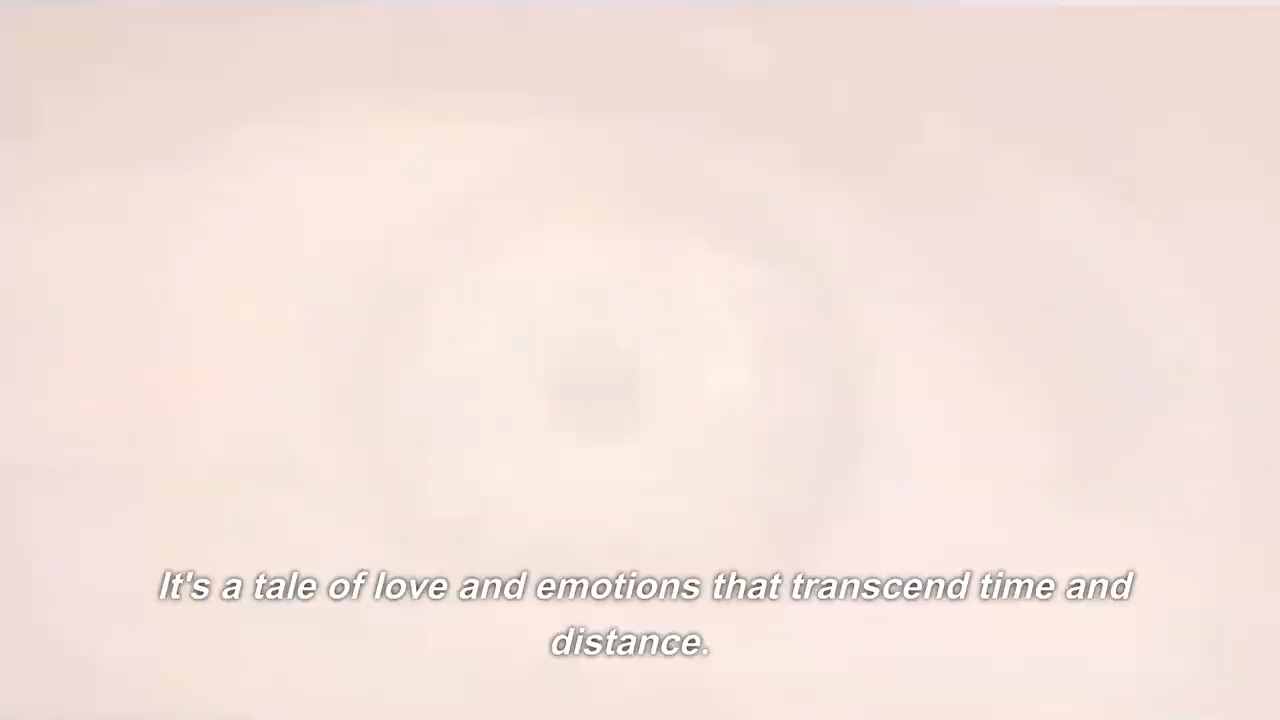 It's a tale of love and emotions that transcend time and
distance.